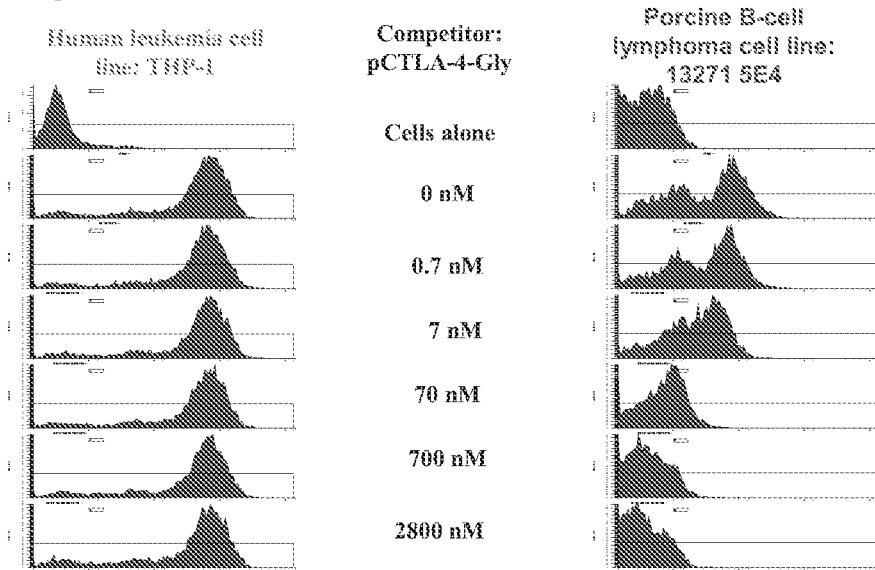 Human leukemia cell
line: THP-1
Competitor:
pCTLA-4-Gly
Porcine B-cell
lymphoma cell line:
13271 5E4
Cells alone
0 nM
0.7 nM
7 nM
70 nM
700 nM
2800 nM